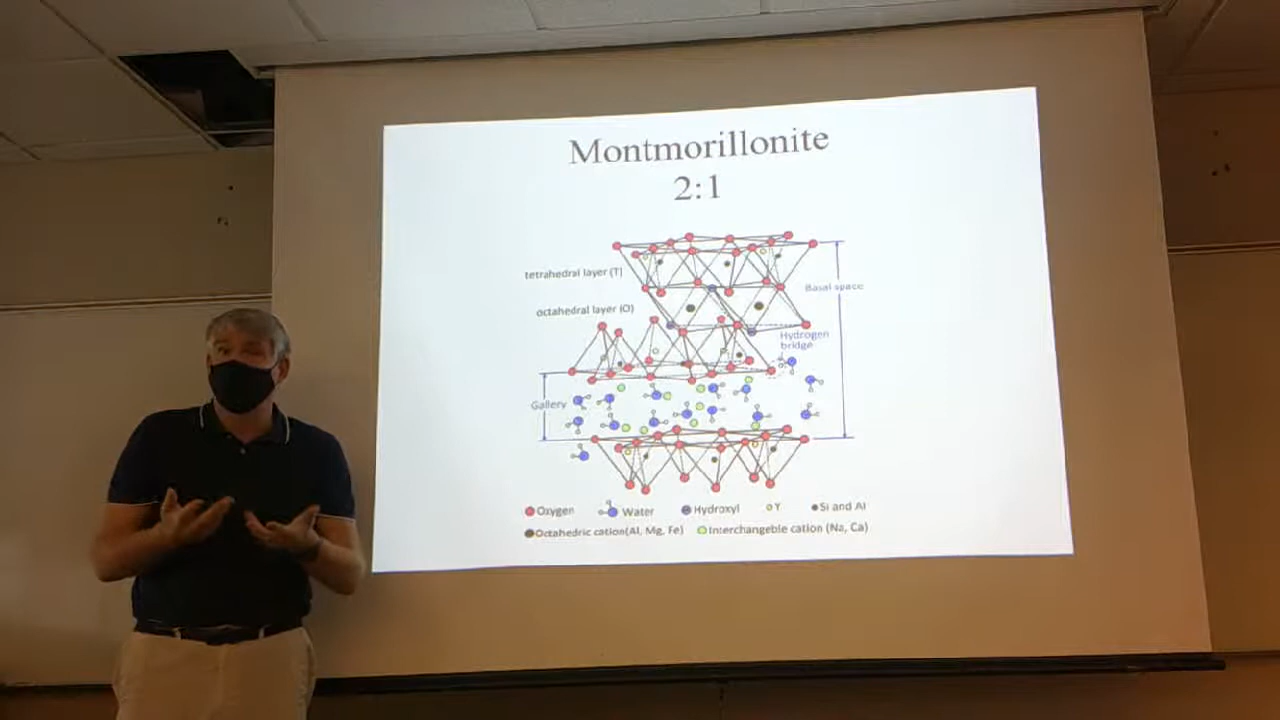 Montmorillonite
2:1
tetrahedral layer (T)
Basal space
octahedral layer (O)
Hydrogen
bridge
Gallery
Oxygen Water Hydroxyl Y Si and Al
Octahedric cation(Al, Mg, Fe) Interchangeble cation (Na, Ca)